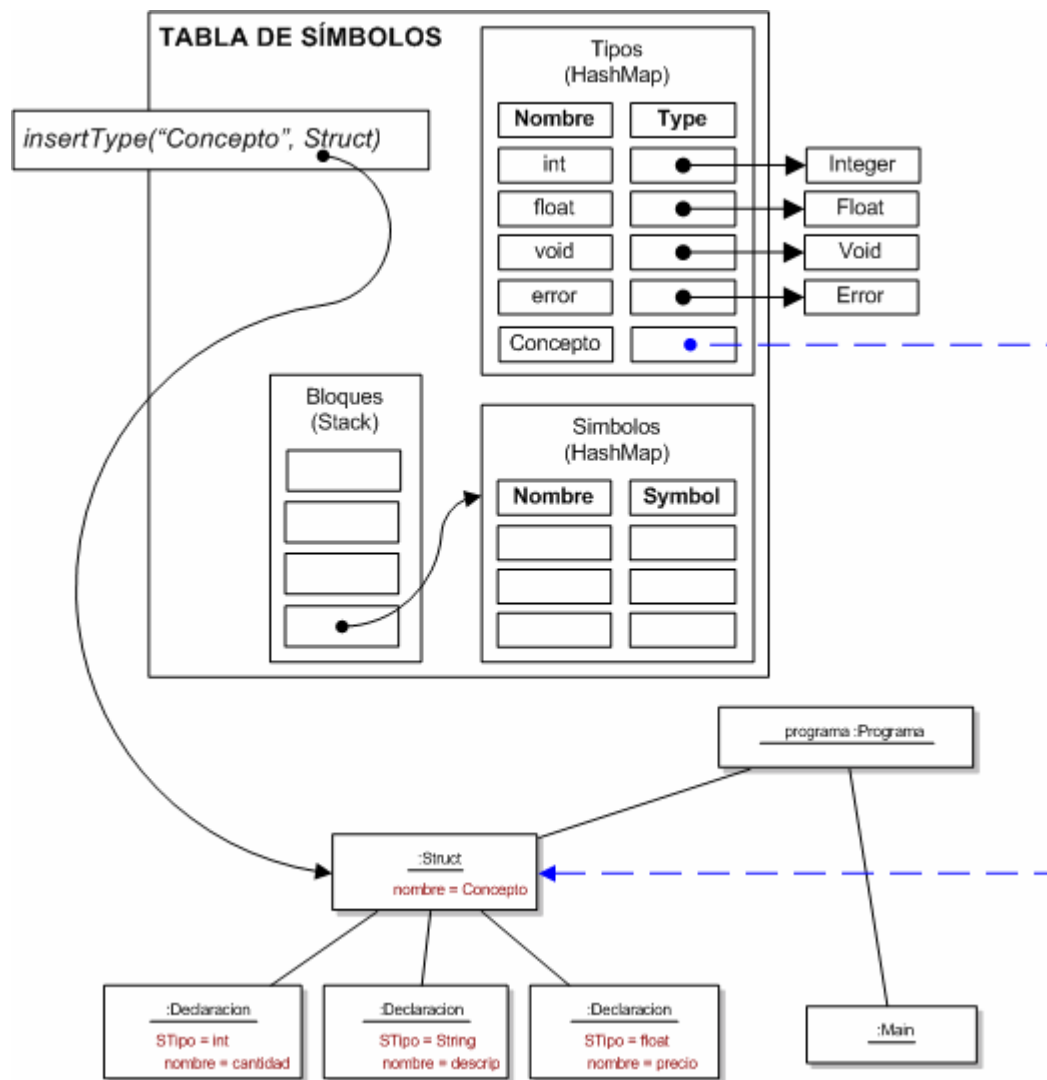 TABLA DE SÍMBOLOS
insertType(“Concepto”, Struct)
Tipos
(HashMap)
Nombre Type
int Integer
float Float
void Void
error Error
Concepto
Bloques
(Stack)
Simbolos
(HashMap)
Nombre Symbol
programa :Programa
:Struct
nombre = Concepto
:Declaracion
STipo = int
nombre = cantidad
:Declaracion
STipo = String
nombre = descrip
:Declaracion
STipo = float
nombre = precio
:Main